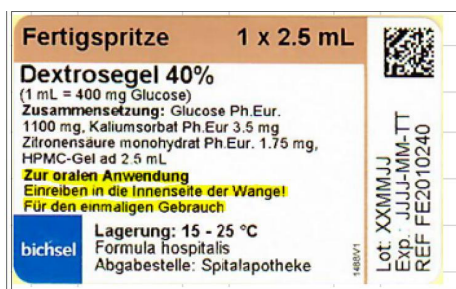 Fertigspritze 1 x 2.5 mL
Dextrosegel 40%
(1 mL = 400 mg Glucose)
Zusammensetzung: Glucose Ph.Eur.
1100 mg, Kaliumsorbat Ph.Eur 3.5 mg
Zitronensäure monohydrat Ph.Eur. 1.75 mg,
HPMC-Gel ad 2.5 mL
Zur oralen Anwendung
Einreiben in die Innenseite der Wange!
Für den einmaligen Gebrauch
bichsel
Lagerung: 15 - 25 °C
Formula hospitalis
Abgabestelle: Spitalapotheke
1488V1
Lot: XXMMJJ
Exp.: JJJJ-MM-TT
REF FE2010240